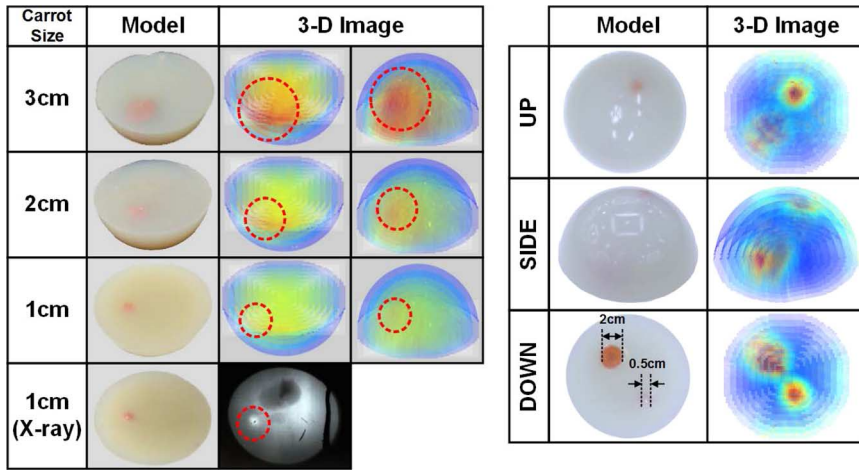 Carrot
Size
Model
3-D Image
3cm
2cm
1cm
1cm
(X-ray)
Model
3-D Image
UP
SIDE
DOWN
2cm
0.5cm